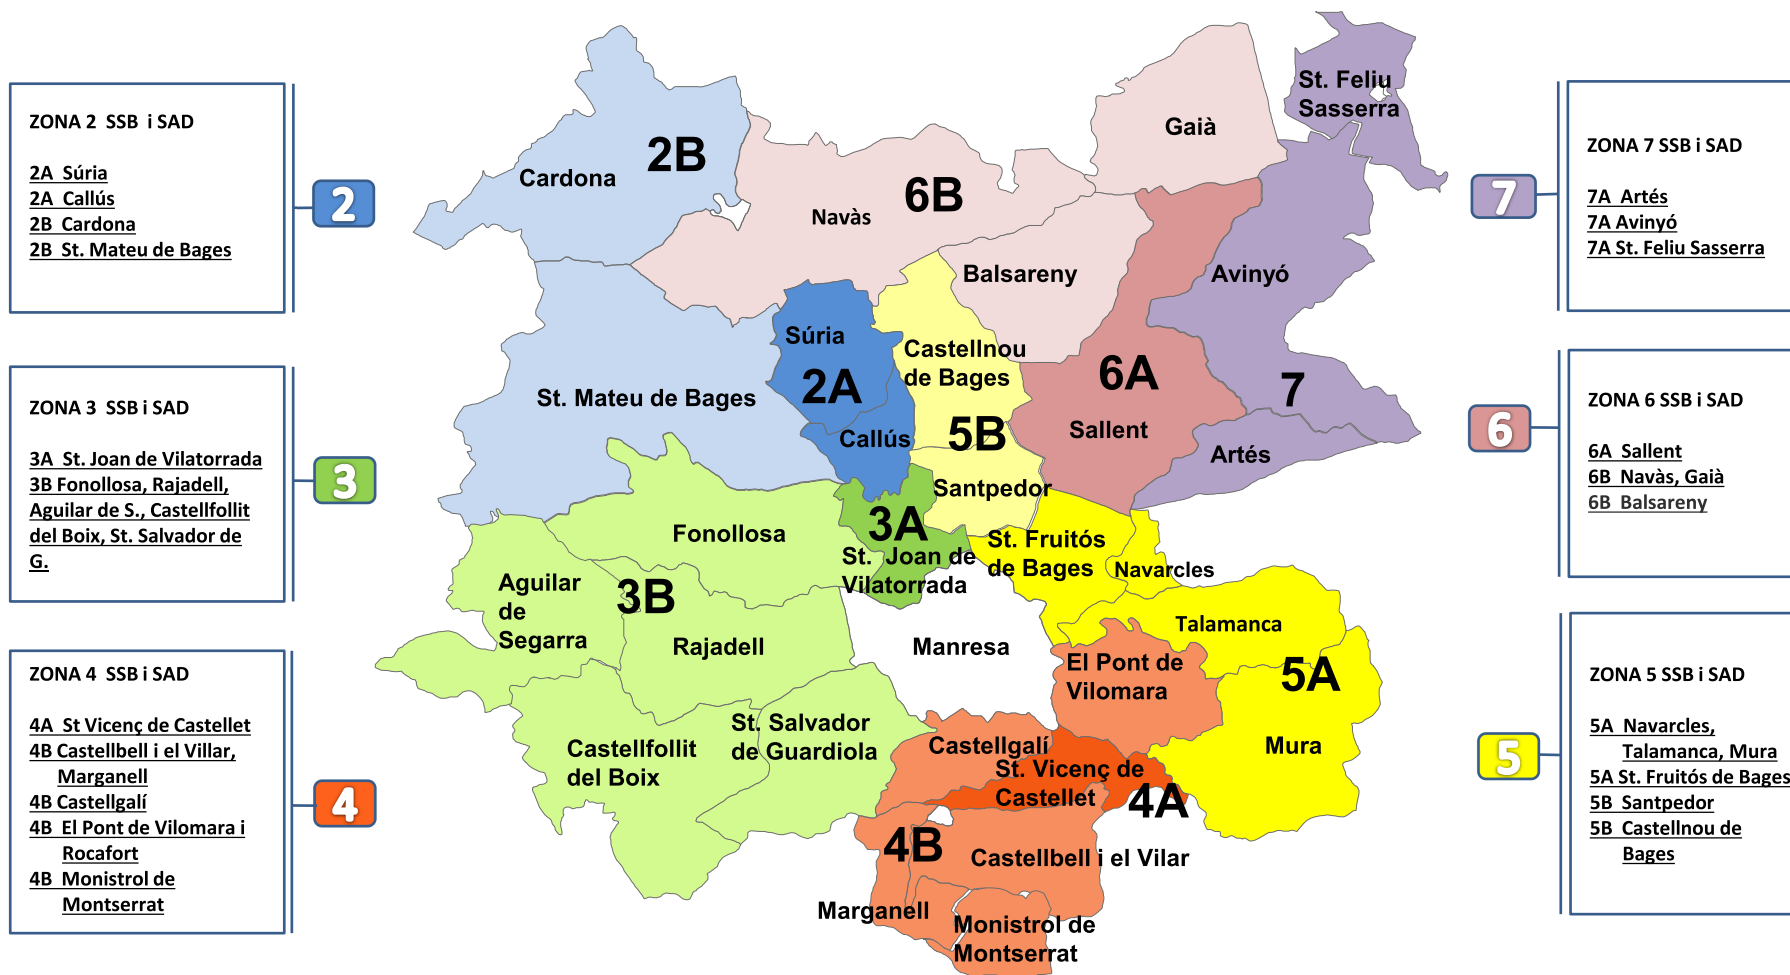 ZONA 2 SSB i SAD
2A Súria
2A Callús
2B Cardona
2B St. Mateu de Bages
2
ZONA 3 SSB i SAD
3A St. Joan de Vilatorrada
3B Fonollosa, Rajadell,
Aguilar de S., Castellfollit
del Boix, St. Salvador de
G.
3
ZONA 4 SSB i SAD
4A St Vicenç de Castellet
4B Castellbell i el Villar,
Marganell
4B Castellgalí
4B El Pont de Vilomara i
Rocafort
4B Monistrol de
Montserrat
4
Cardona
2B
Navàs
6B
Gaià
St. Feliu
Sasserra
Balsareny
Avinyó
Súria
2A
Callús
St. Mateu de Bages
Castellnou
de Bages
5B
6A
Sallent
7
Artés
Santpedor
3A
St. Joan de
Vilatorrada
Fonollosa
St. Fruitós
de Bages
Navarcles
Aguilar
de
Segarra
3B
Rajadell
Manresa
Talamanca
El Pont de
Vilomara
5A
Mura
St. Salvador
de Guardiola
Castellfollit
del Boix
Castellgalí
St. Vicenç de
Castellet
4A
4B
Castellbell i el Vilar
Marganell
Monistrol de
Montserrat
7
ZONA 7 SSB i SAD
7A Artés
7A Avinyó
7A St. Feliu Sasserra
6
ZONA 6 SSB i SAD
6A Sallent
6B Navàs, Gaià
6B Balsareny
5
ZONA 5 SSB i SAD
5A Navarcles,
Talamanca, Mura
5A St. Fruitós de Bages
5B Santpedor
5B Castellnou de
Bages